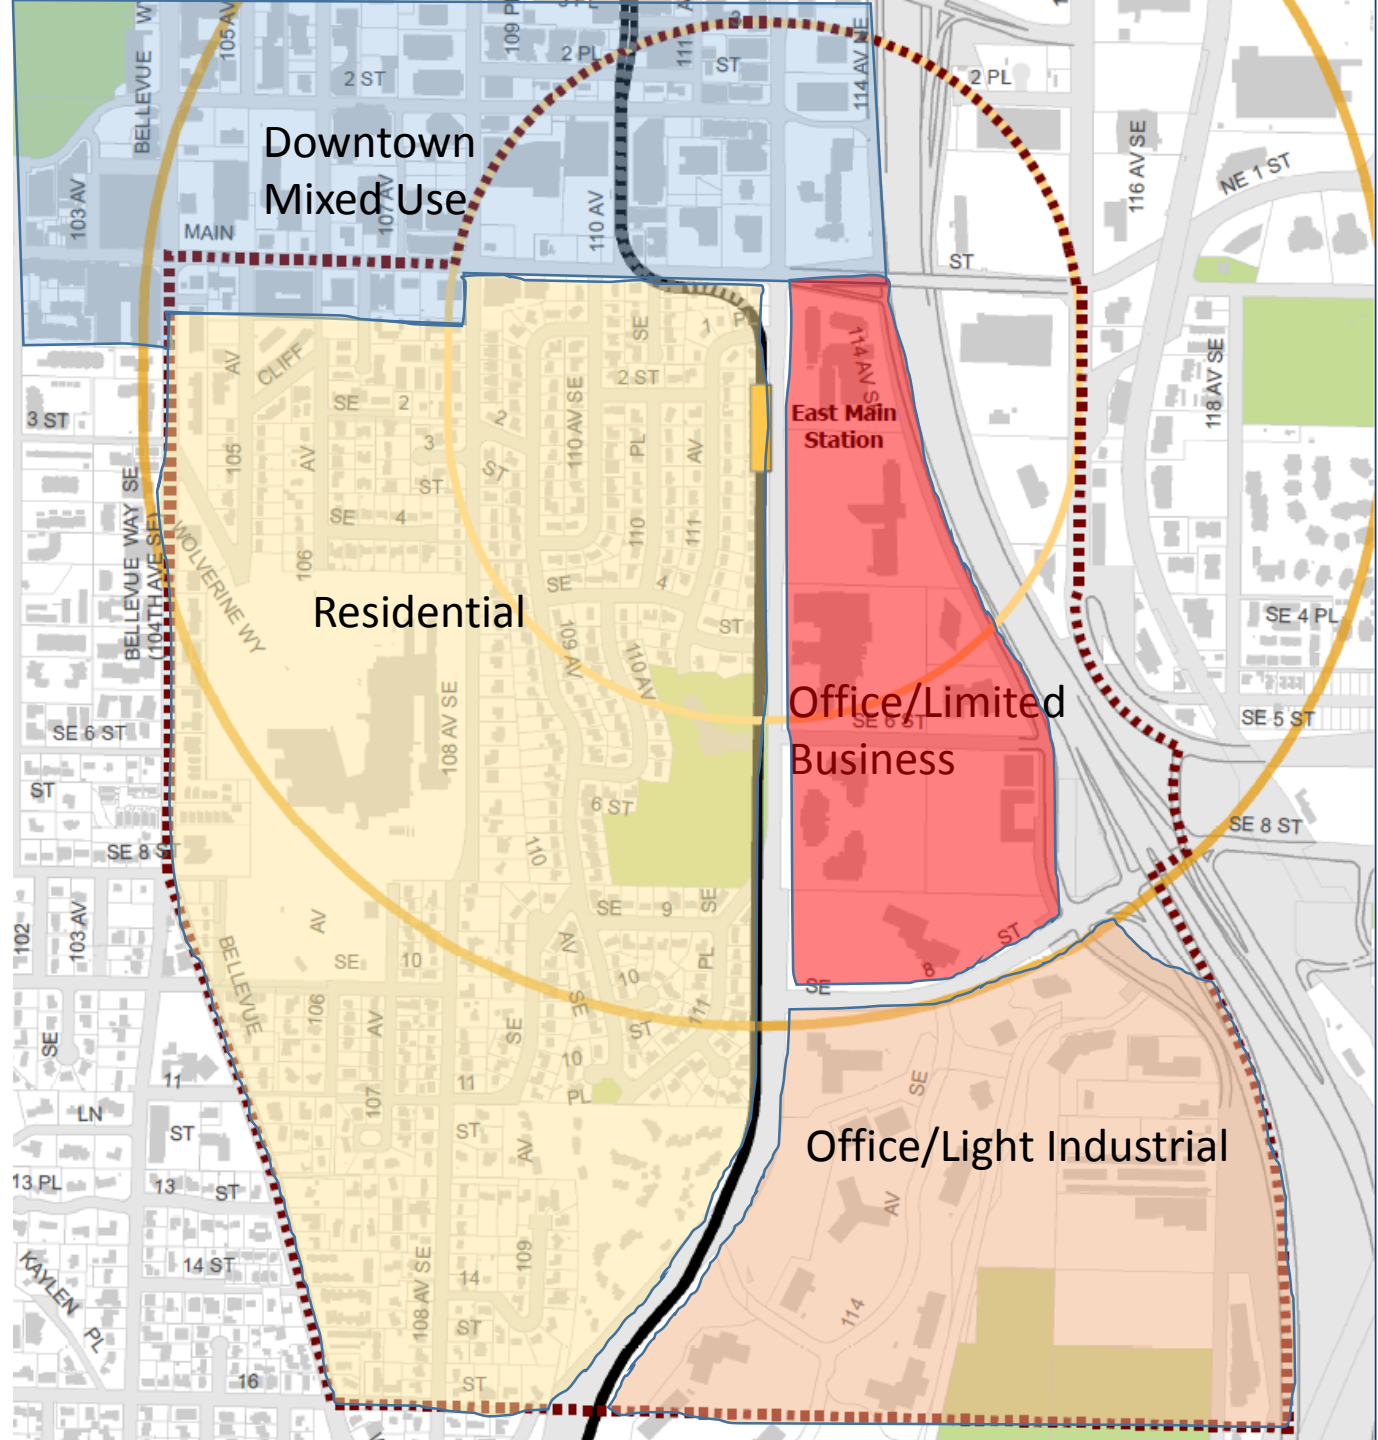 BELLEVUE W
105 AV
109 P
111
2 PL
ST
114 AV NE
2 PL
2 ST
Downtown
Mixed Use
116 AV SE
NE 1 ST
103 AV
107 AV
110 AV
MAIN
ST
SE
1
P
AV
CLIFF
2 ST
114 AV S
118 AV SE
3 ST
SE
2
2
110 AV SE
PL
AV
East Main
Station
3
ST
ST
105
AV
SE
4
110
111
BELLEVUE WAY SE
(104TH AVE SE)
WOLVERINE WY
106
SE
4
Residential
ST
SE 4 PL
109 AV
110 AV
108 AV SE
Office/Limited
Business
SE 6 ST
SE 5 ST
SE 6 ST
ST
6 ST
SE 8 ST
SE 8 ST
110
SE
9
SE
102
103 AV
AV
BELLEVUE
AV
SE
10
10
PL
ST
8
SE
106
AV
SE
SE
ST
111
SE
10
PL
11
107
11
SE
LN
ST
ST
AV
Office/Light Industrial
13 PL
13
ST
AV
KAYLEN
PL
14 ST
108 AV SE
14
109
ST
114
16
ST